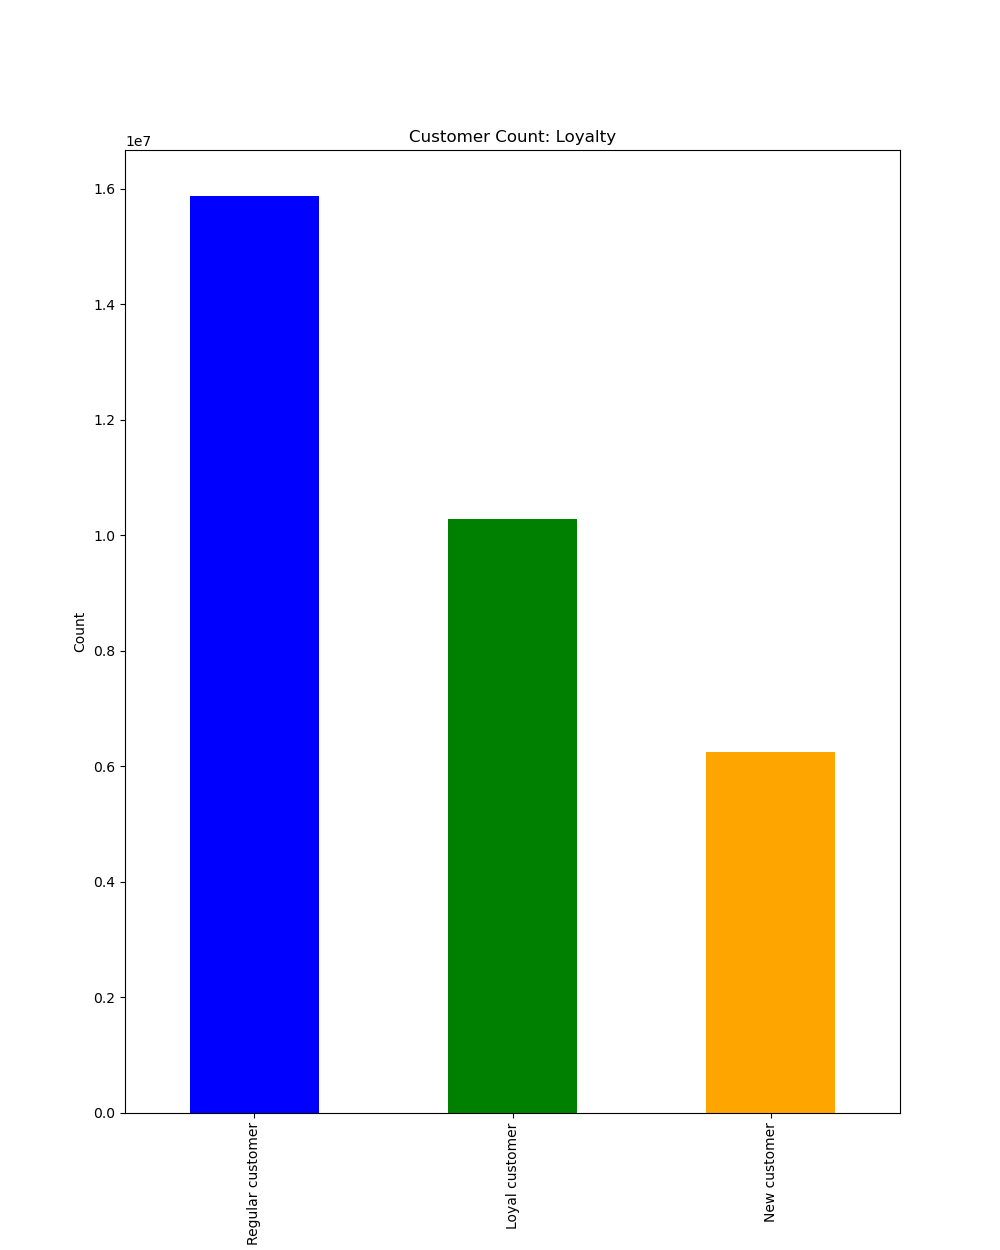 Customer Count: Loyalty
1e7
1.6
1.4
1.2
1.0
0.8
0.6
0.4
0.2
0.0
Count
Regular customer
Loyal customer
New customer